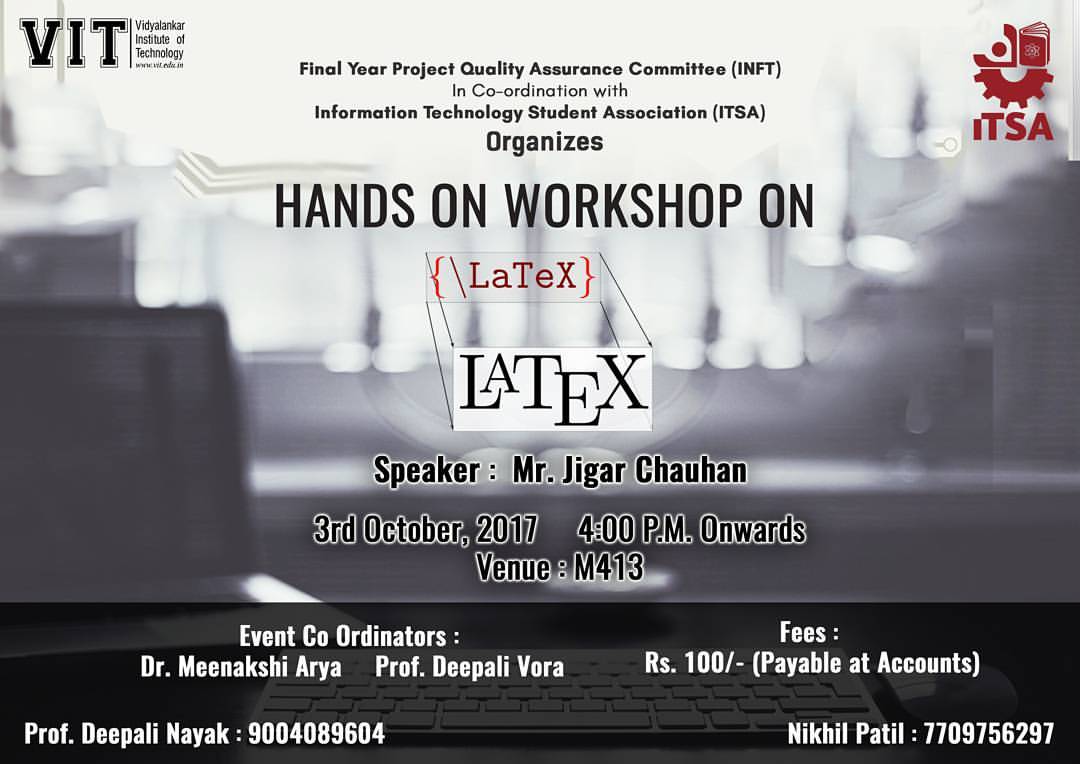 VIT
Vidyalankar
Institute of
Technology
www.vit.edu.in
ITSA
Final Year Project Quality Assurance Committee (INFT)
In Co-ordination with
Information Technology Student Association (ITSA)
Organizes
HANDS ON WORKSHOP ON
{\LaTeX}
LATEX
Speaker : Mr. Jigar Chauhan
3rd October, 2017 4:00 P.M. Onwards
Venue : M413
Event Co Ordinators :
Dr. Meenakshi Arya Prof. Deepali Vora
Fees :
Rs. 100/- (Payable at Accounts)
Prof. Deepali Nayak : 9004089604
Nikhil Patil : 7709756297